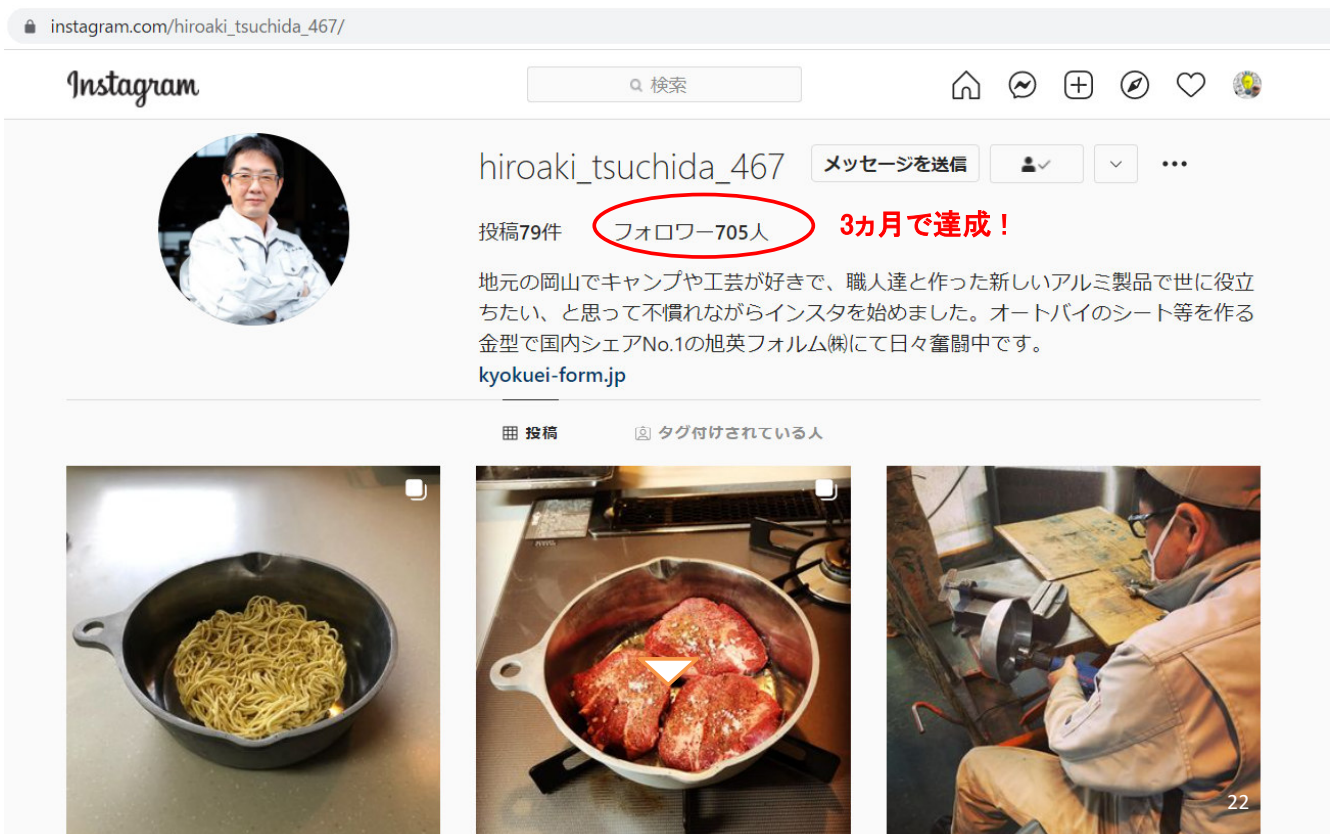 instagram.com/hiroaki_tsuchida_467/
Instagram
検索
hiroaki_tsuchida_467
メッセージを送信
投稿79件
フォロワー705人
3ヵ月で達成！
地元の岡山でキャンプや工芸が好きで、職人達と作った新しいアルミ製品で世に役立
ちたい、と思って不慣れながらインスタを始めました。オートバイのシート等を作る
金型で国内シェアNo.1の旭英フォルム㈱にて日々奮闘中です。
kyokuei-form.jp
投稿
タグ付けされている人
22